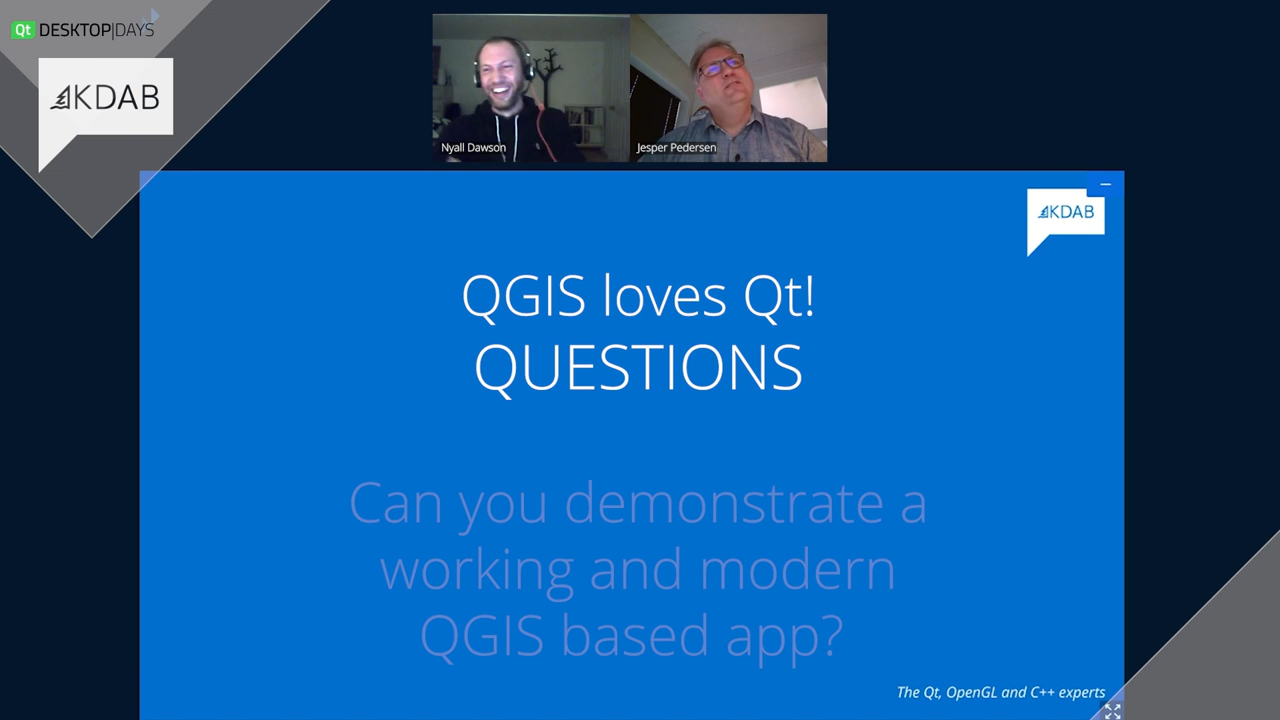 Qt DESKTOP|DAYS
KDAB
Nyall Dawson
Jesper Pedersen
KDAB
QGIS loves Qt!
QUESTIONS
Can you demonstrate a
working and modern
QGIS based app?
The Qt, OpenGL and C++ experts